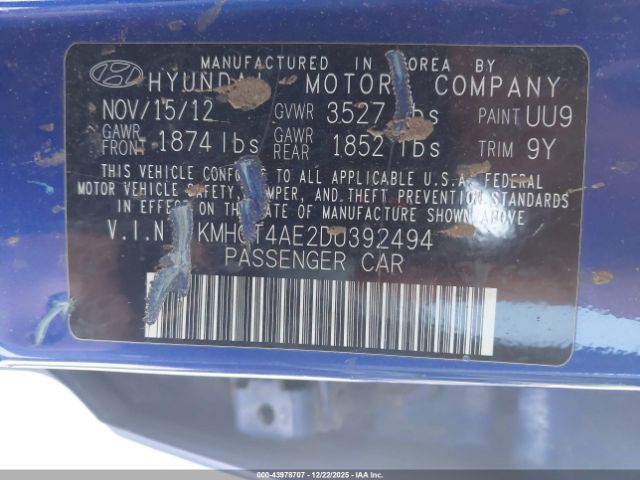 MANUFACTURED IN KOREA BY
HYUNDAI MOTOR COMPANY
NOV/15/12 GVWR 3527 lbs PAINT UU9
GAWR FRONT 1874 lbs GAWR REAR 1852 lbs TRIM 9Y
THIS VEHICLE CONFORMS TO ALL APPLICABLE U.S.A. FEDERAL
MOTOR VEHICLE SAFETY, BUMPER, AND THEFT PREVENTION STANDARDS
IN EFFECT ON THE DATE OF MANUFACTURE SHOWN ABOVE
V.I.N. KMHCT4AE2DU392494
PASSENGER CAR
000-43978707 - 12/22/2025 - COPART